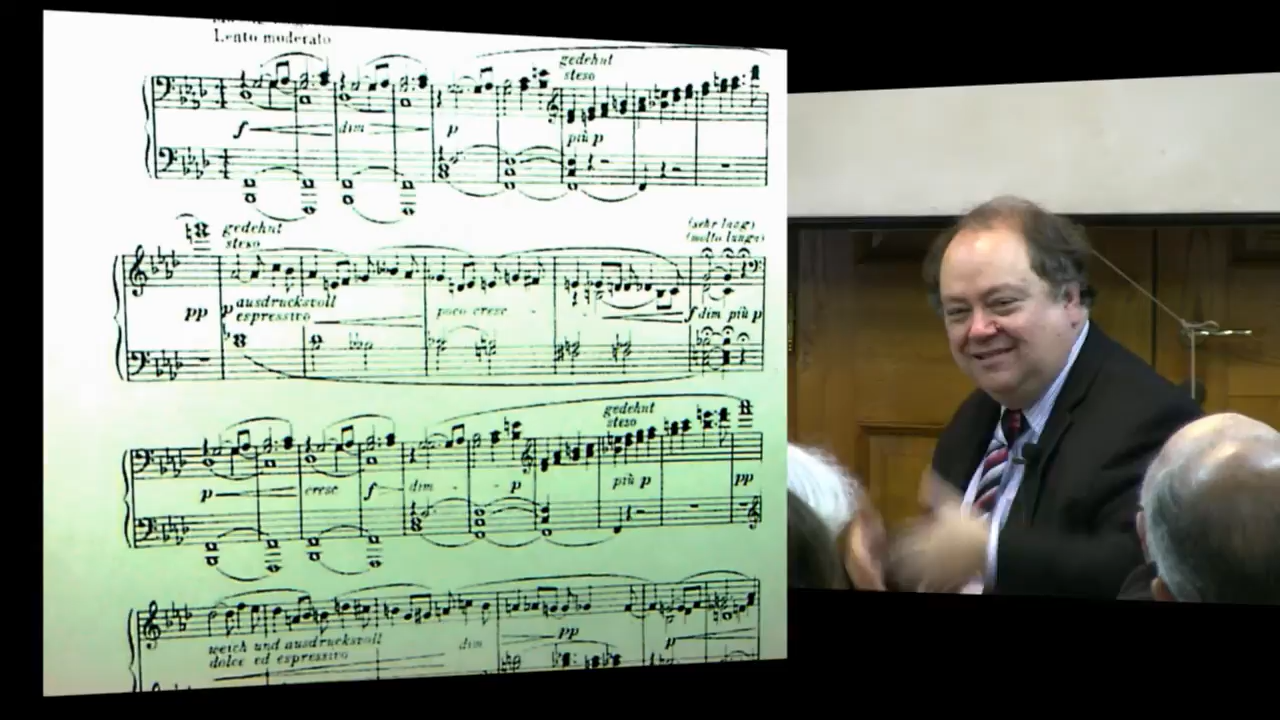 Lento moderato
gedehnt
steso
f dim p più p
gedehnt
steso
(sehr lang)
(molto lunga)
pp p ausdrucksvoll
espressivo poco cresc f dim più p
gedehnt
steso
p cresc f dim p più p pp
weich und ausdrucksvoll dim pp p
dolce ed espressivo